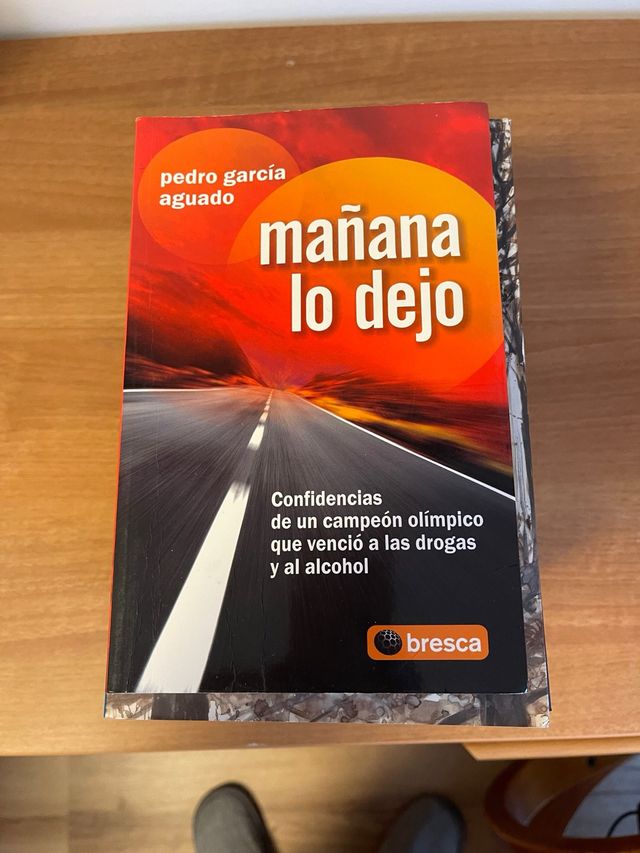 pedro garcía
aguado
mañana
lo dejo
Confidencias
de un campeón olímpico
que venció a las drogas
y al alcohol
bresca